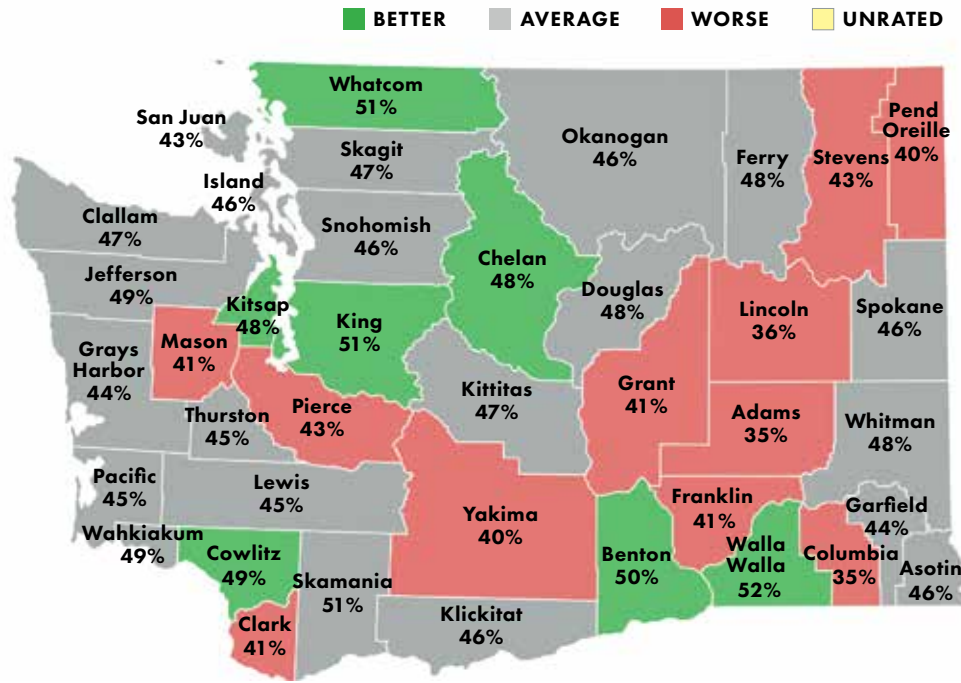 BETTER AVERAGE WORSE UNRATED
Whatcom
51%
San Juan
43%
Skagit
47%
Okanogan
46%
Ferry
48%
Stevens
43%
Pend
Oreille
40%
Island
46%
Clallam
47%
Snohomish
46%
Chelan
48%
Jefferson
49%
Kitsap
48%
King
51%
Douglas
48%
Lincoln
36%
Spokane
46%
Mason
41%
Grays
Harbor
44%
Kittitas
47%
Grant
41%
Thurston
45%
Pierce
43%
Adams
35%
Whitman
48%
Pacific
45%
Lewis
45%
Yakima
40%
Franklin
41%
Garfield
44%
Wahkiakum
49%
Cowlitz
49%
Skamania
51%
Benton
50%
Walla
Walla
52%
Columbia
35%
Asotin
46%
Clark
41%
Klickitat
46%